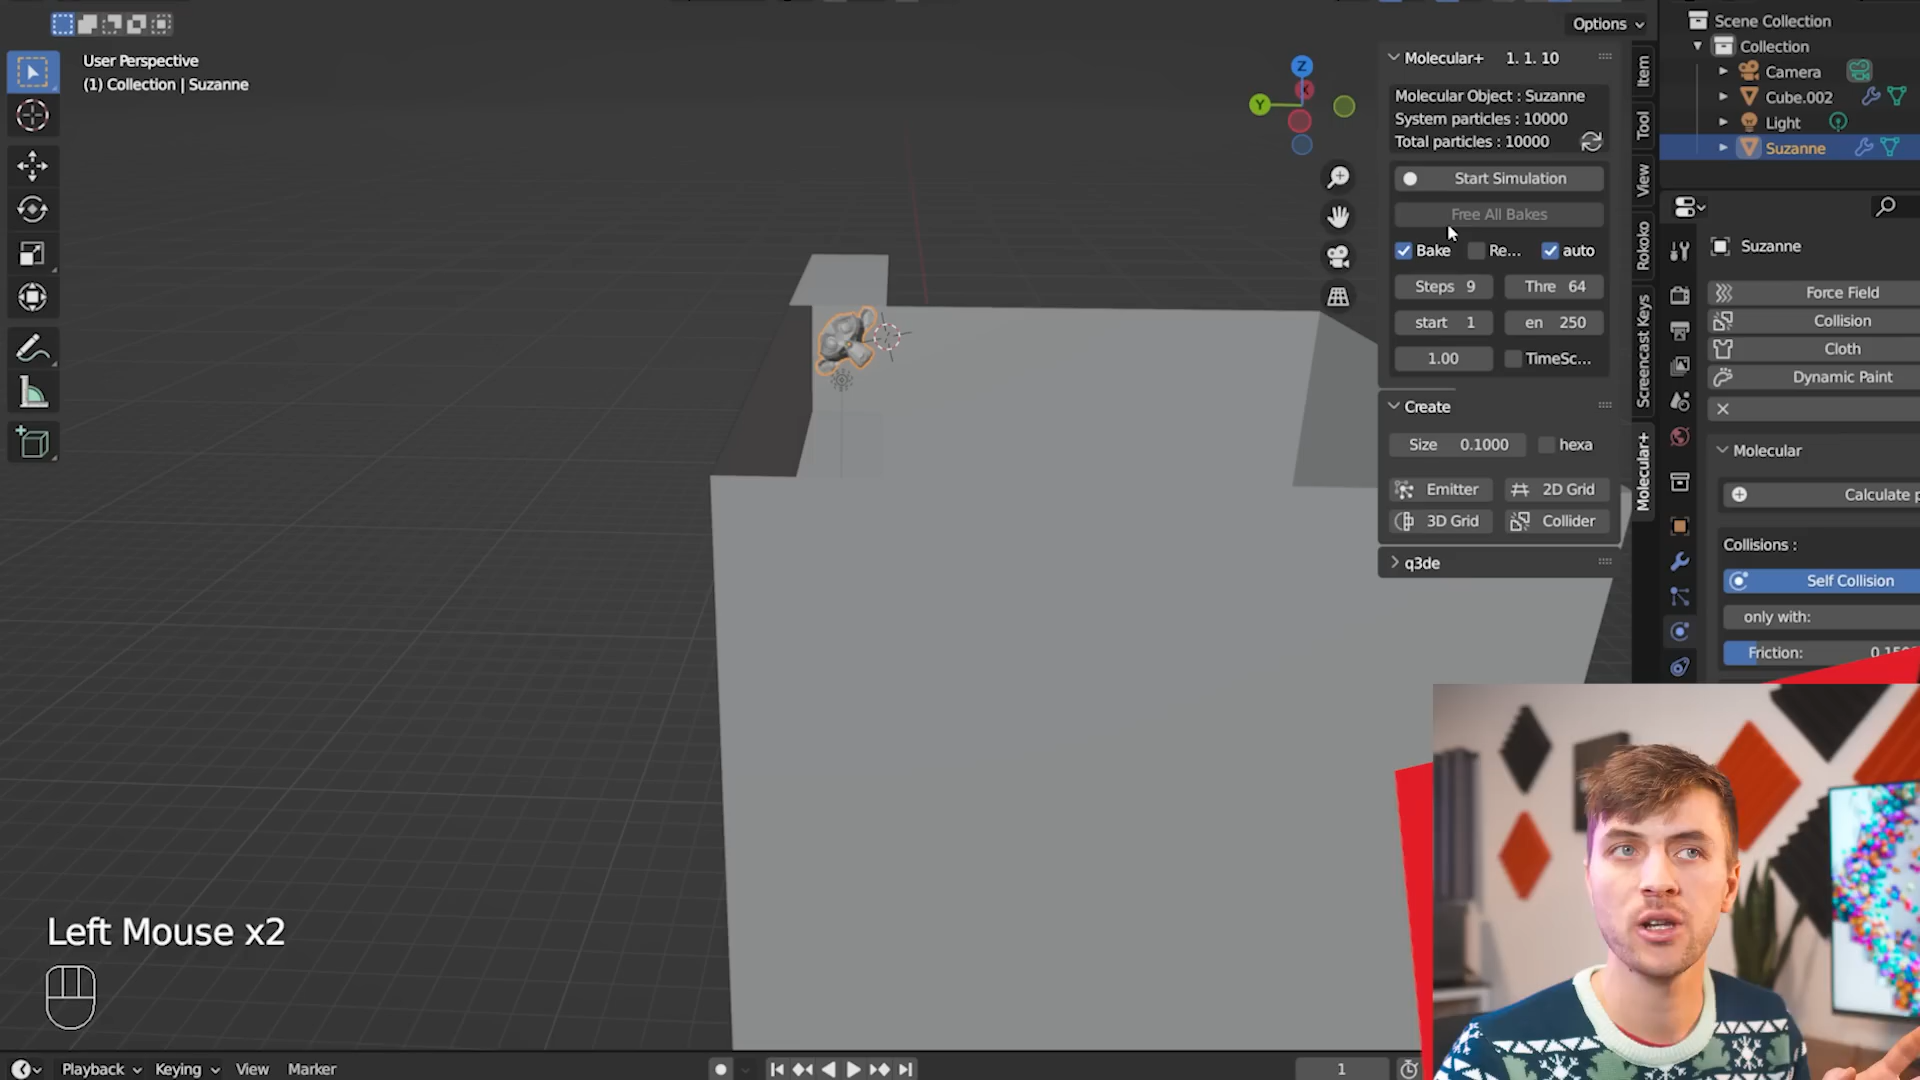 Options
User Perspective
(1) Collection | Suzanne
Molecular+ 1. 1. 10
Molecular Object : Suzanne
System particles : 10000
Total particles : 10000
Start Simulation
Free All Bakes
Bake Re... auto
Steps 9 Thre 64
start 1 en 250
1.00 TimeSc...
Create
Size 0.1000 hexa
Emitter 2D Grid
3D Grid Collider
q3de
Item
Tool
View
Rokoko
Screencast Keys
Molecular+
Scene Collection
Collection
Camera
Cube.002
Light
Suzanne
Suzanne
Force Field
Collision
Cloth
Dynamic Paint
Molecular
Calculate p
Collisions :
Self Collision
only with:
Friction:
Z
Y
X
Left Mouse x2
Playback Keying View Marker
1